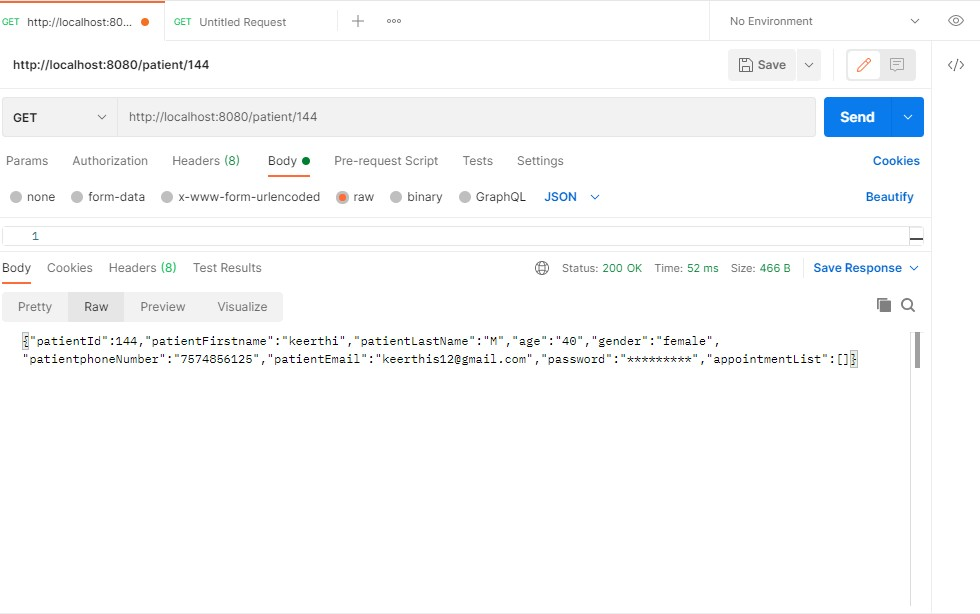 GET http://localhost:80... GET Untitled Request No Environment
http://localhost:8080/patient/144 Save
GET http://localhost:8080/patient/144 Send
Params Authorization Headers (8) Body Pre-request Script Tests Settings Cookies
none form-data x-www-form-urlencoded raw binary GraphQL JSON Beautify
1
Body Cookies Headers (8) Test Results Status: 200 OK Time: 52 ms Size: 466 B Save Response
Pretty Raw Preview Visualize
{"patientId":144,"patientFirstname":"keerthi","patientLastName":"M","age":"40","gender":"female",
"patientphoneNumber":"7574856125","patientEmail":"keerthis12@gmail.com","password":"*********","appointmentList":[]}